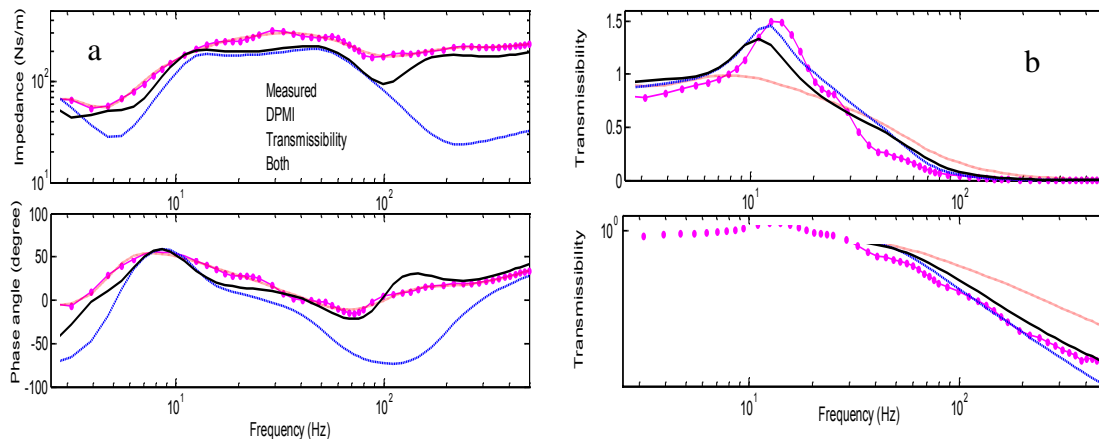 a
Impedance (Ns/m)
10²
10¹
Measured
DPMI
Transmissibility
Both
10¹
10²
Phase angle (degree)
100
50
0
-50
-100
10¹
10²
Frequency (Hz)
b
Transmissibility
1.5
1
0.5
0
10¹
10²
Transmissibility
10⁰
10¹
10²
Frequency (Hz)